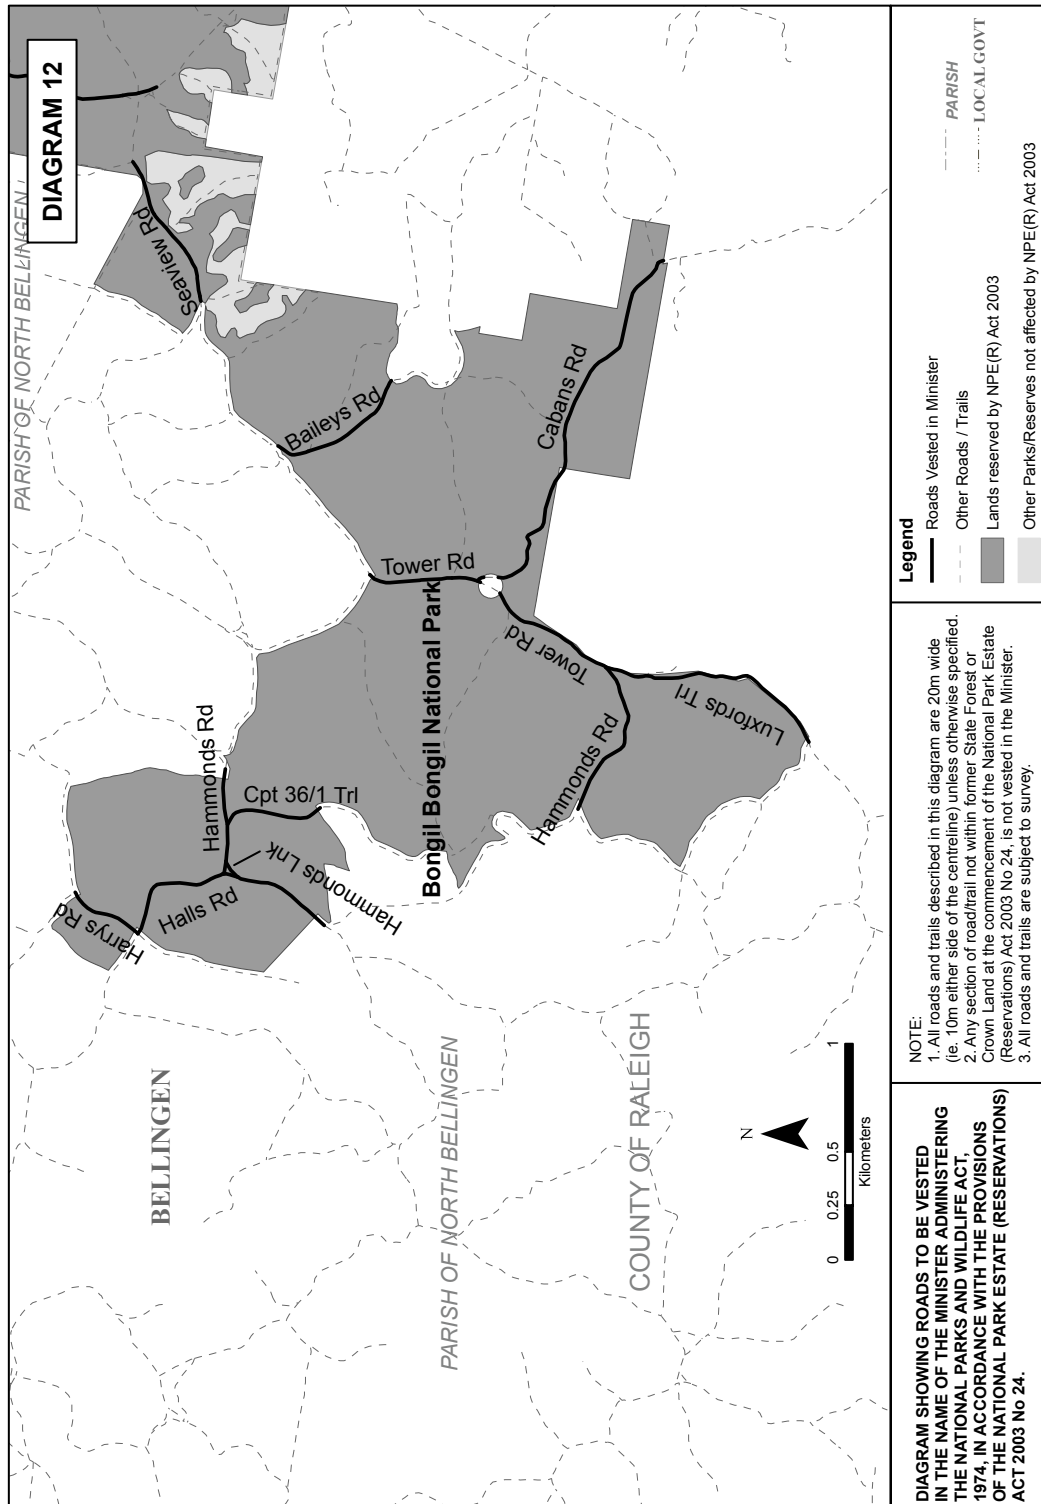 DIAGRAM 12
PARISH OF NORTH BELLINGEN
Seaview Rd
Baileys Rd
Cabans Rd
Tower Rd
Bongil Bongil National Park
Tower Rd
Luxfords Trl
Hammonds Rd
Hammonds Rd
Cpt 36/1 Trl
Hammonds Lnk
Halls Rd
Harrys Rd
BELLINGEN
PARISH OF NORTH BELLINGEN
COUNTY OF RALEIGH
N
0 0.25 0.5 1
Kilometers
DIAGRAM SHOWING ROADS TO BE VESTED
IN THE NAME OF THE MINISTER ADMINISTERING
THE NATIONAL PARKS AND WILDLIFE ACT,
1974, IN ACCORDANCE WITH THE PROVISIONS
OF THE NATIONAL PARK ESTATE (RESERVATIONS)
ACT 2003 No 24.
NOTE:
1. All roads and trails described in this diagram are 20m wide
(ie. 10m either side of the centreline) unless otherwise specified.
2. Any section of road/trail not within former State Forest or
Crown Land at the commencement of the National Park Estate
(Reservations) Act 2003 No 24, is not vested in the Minister.
3. All roads and trails are subject to survey.
Legend
Roads Vested in Minister
Other Roads / Trails
Lands reserved by NPE(R) Act 2003
Other Parks/Reserves not affected by NPE(R) Act 2003
PARISH
LOCAL GOVT